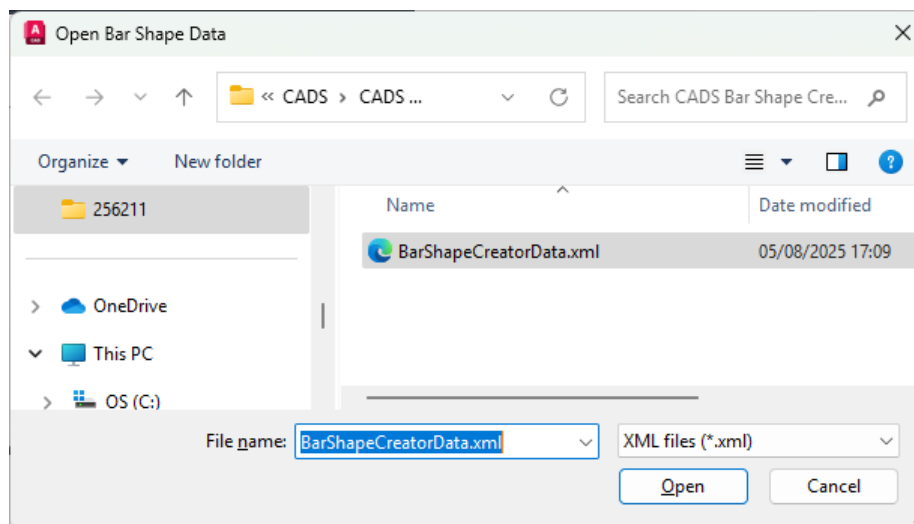 A CAD Open Bar Shape Data
« CADS › CADS ... Search CADS Bar Shape Cre...
Organize New folder ?
256211 Name Date modified
BarShapeCreatorData.xml 05/08/2025 17:09
OneDrive
This PC
OS (C:)
File name: BarShapeCreatorData.xml XML files (*.xml)
Open Cancel